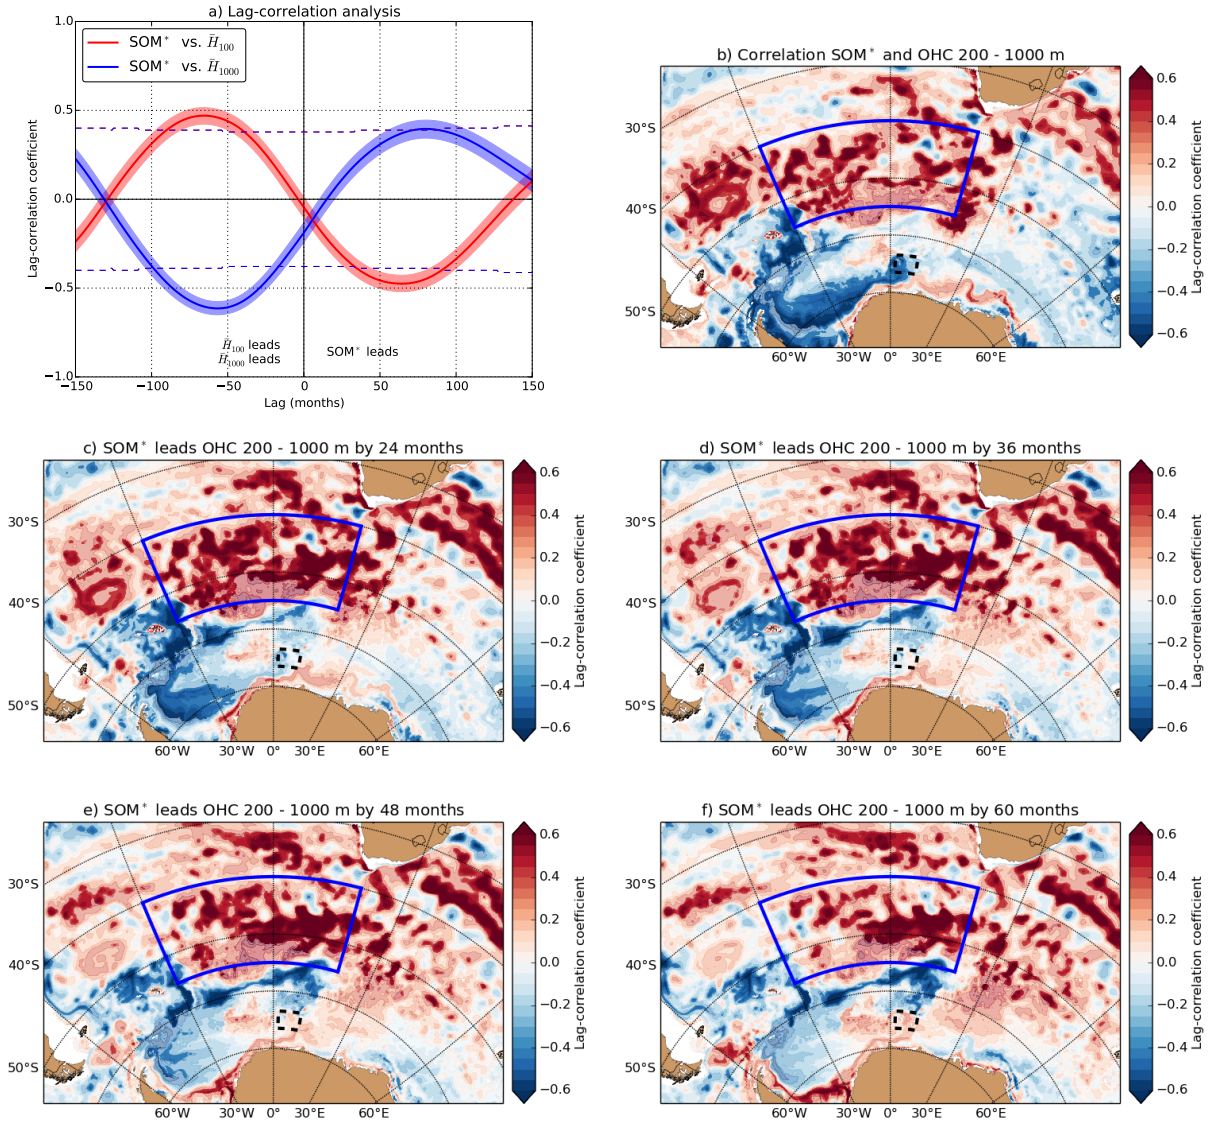 a) Lag-correlation analysis
1.0
0.5
0.0
−0.5
−1.0
Lag-correlation coefficient
SOM* vs. H̄100
SOM* vs. H̄1000
H̄100 leads
H̄1000 leads
SOM* leads
−150 −100 −50 0 50 100 150
Lag (months)
b) Correlation SOM* and OHC 200 - 1000 m
30°S
40°S
50°S
60°W 30°W 0° 30°E 60°E
0.6
0.4
0.2
0.0
−0.2
−0.4
−0.6
Lag-correlation coefficient
c) SOM* leads OHC 200 - 1000 m by 24 months
30°S
40°S
50°S
60°W 30°W 0° 30°E 60°E
0.6
0.4
0.2
0.0
−0.2
−0.4
−0.6
Lag-correlation coefficient
d) SOM* leads OHC 200 - 1000 m by 36 months
30°S
40°S
50°S
60°W 30°W 0° 30°E 60°E
0.6
0.4
0.2
0.0
−0.2
−0.4
−0.6
Lag-correlation coefficient
e) SOM* leads OHC 200 - 1000 m by 48 months
30°S
40°S
50°S
60°W 30°W 0° 30°E 60°E
0.6
0.4
0.2
0.0
−0.2
−0.4
−0.6
Lag-correlation coefficient
f) SOM* leads OHC 200 - 1000 m by 60 months
30°S
40°S
50°S
60°W 30°W 0° 30°E 60°E
0.6
0.4
0.2
0.0
−0.2
−0.4
−0.6
Lag-correlation coefficient